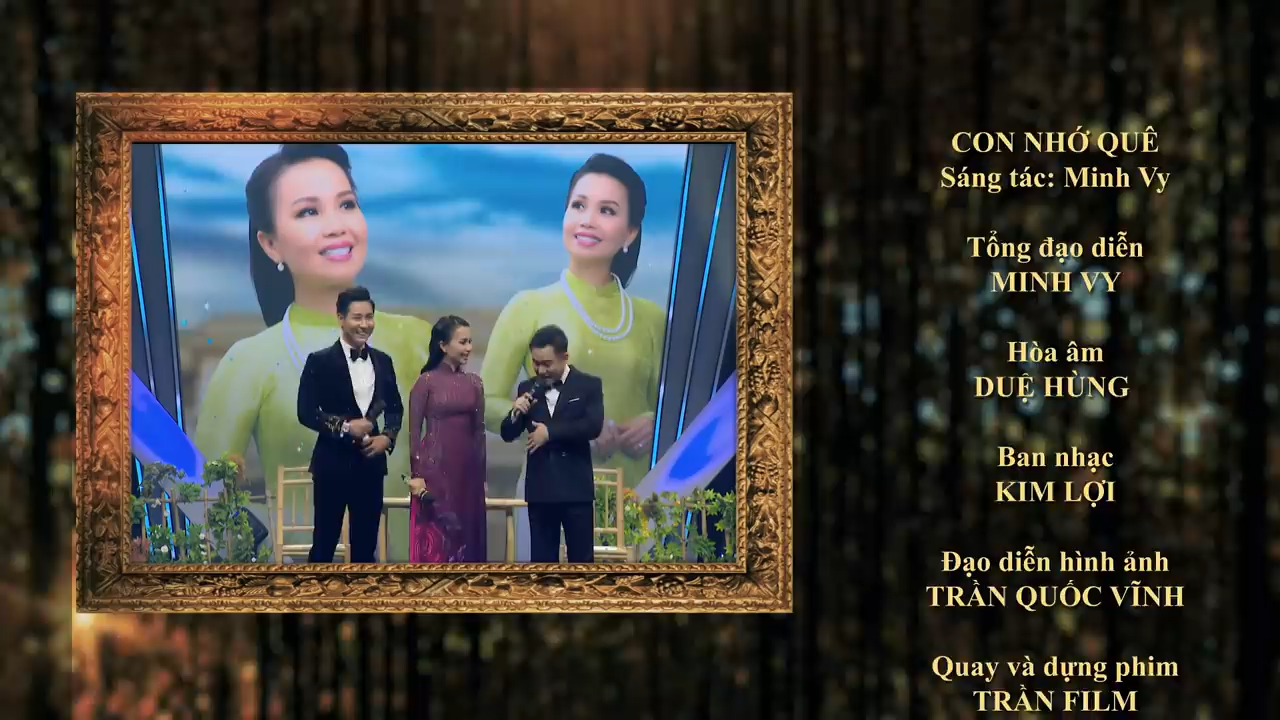 CON NHỚ QUÊ
Sáng tác: Minh Vy
Tổng đạo diễn
MINH VY
Hòa âm
DUỆ HÙNG
Ban nhạc
KIM LỢI
Đạo diễn hình ảnh
TRẦN QUỐC VĨNH
Quay và dựng phim
TRẦN FILM